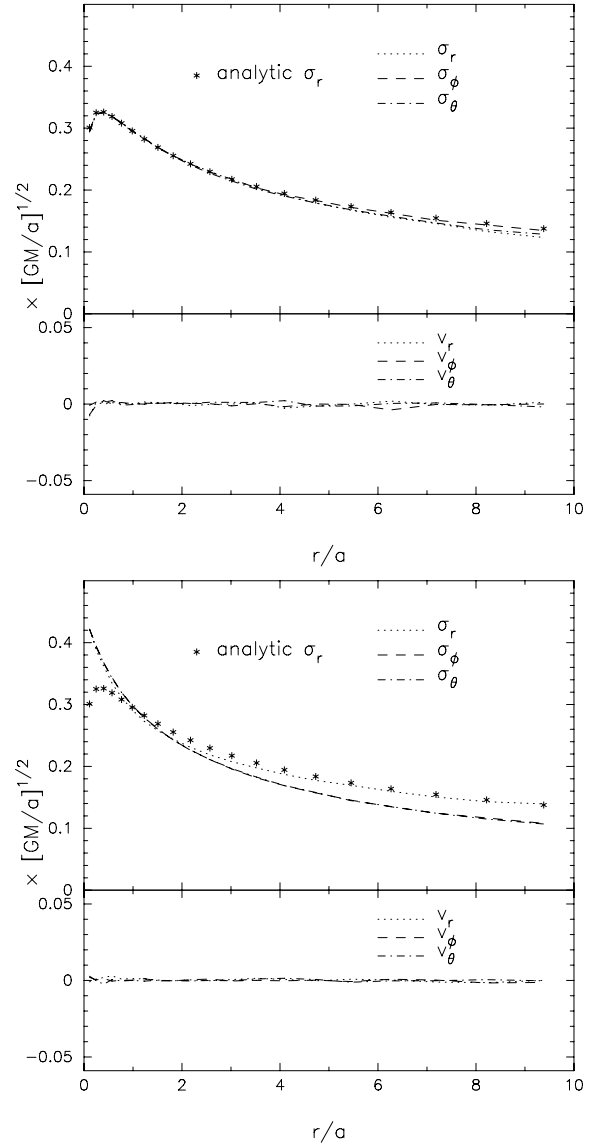 0.4
0.3
0.2
0.1
0
× [GM/a]^{1/2}
* analytic σ_r
σ_r
σ_ϕ
σ_θ
0.05
0
−0.05
v_r
v_ϕ
v_θ
0 2 4 6 8 10
r/a
0.4
0.3
0.2
0.1
0
× [GM/a]^{1/2}
* analytic σ_r
σ_r
σ_ϕ
σ_θ
0.05
0
−0.05
v_r
v_ϕ
v_θ
0 2 4 6 8 10
r/a